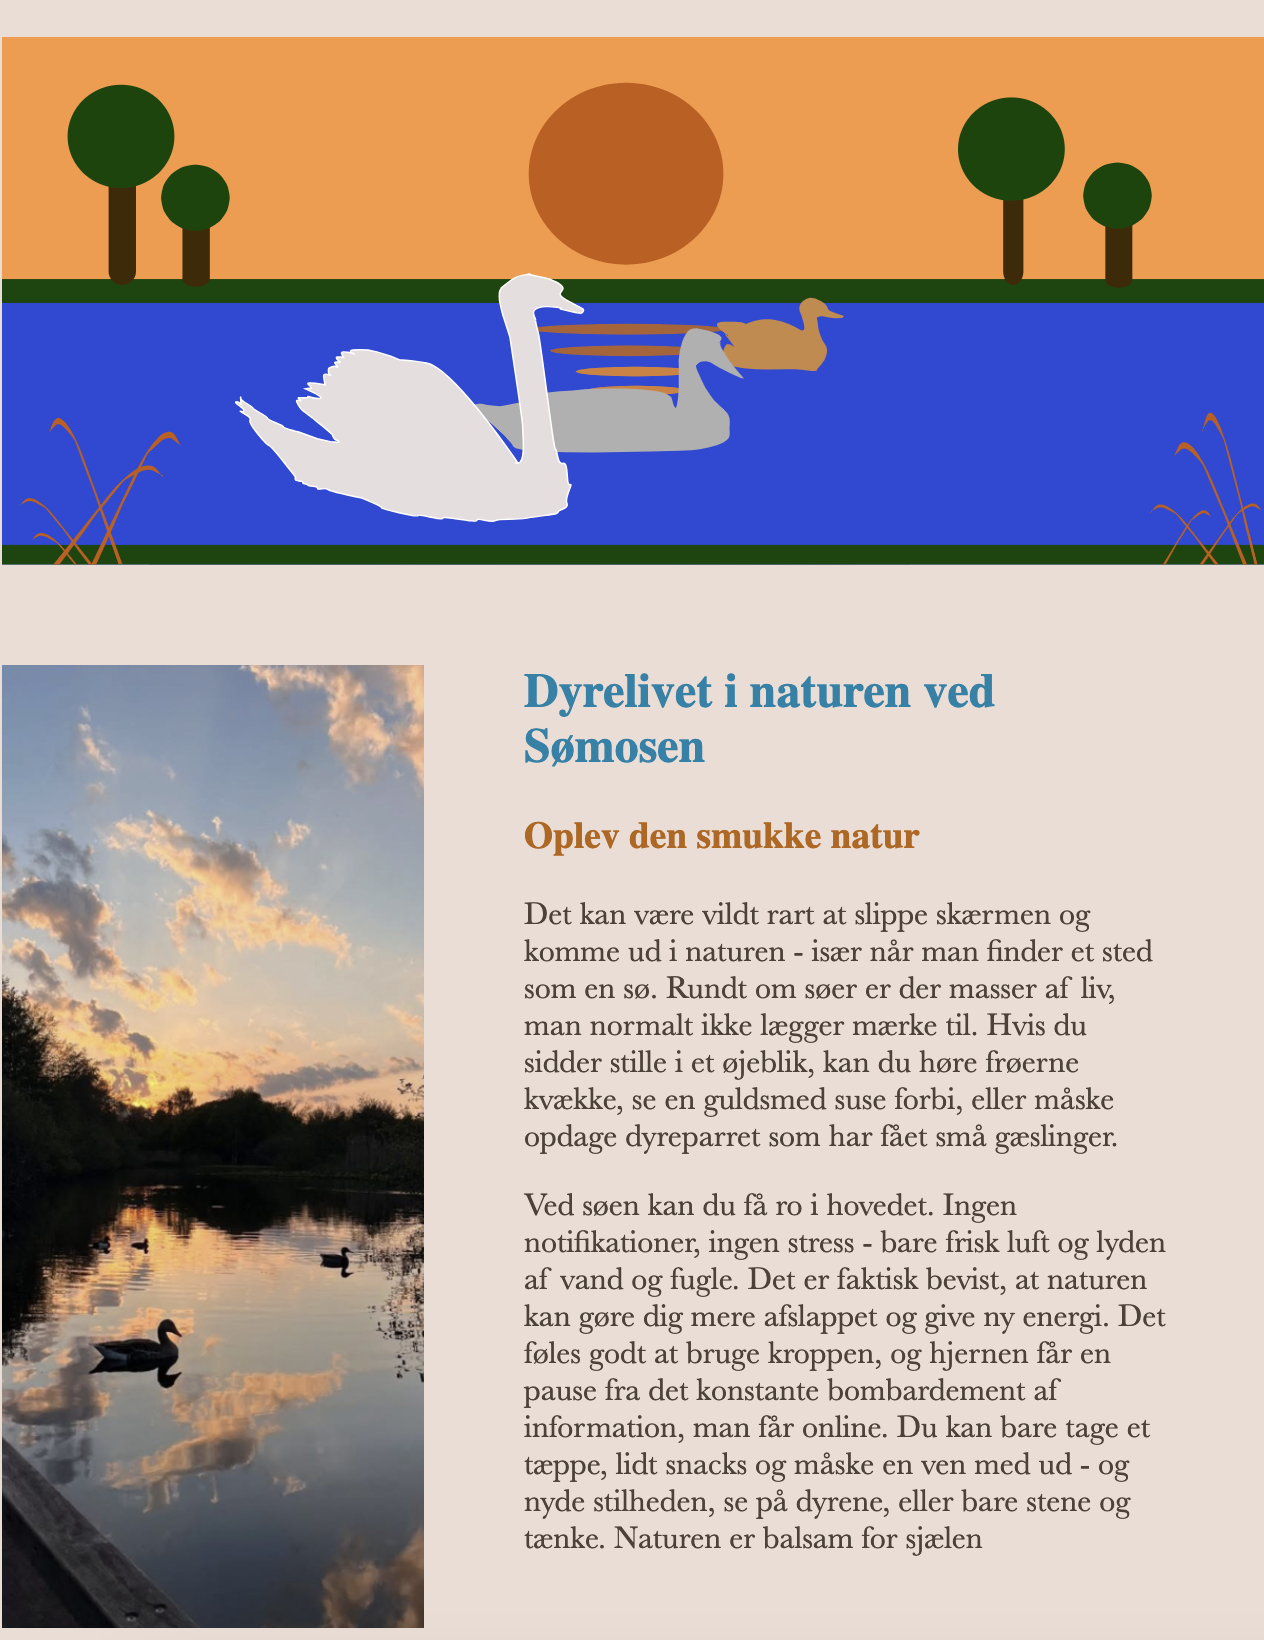 Dyrelivet i naturen ved
Sømosen
Oplev den smukke natur
Det kan være vildt rart at slippe skærmen og
komme ud i naturen - især når man finder et sted
som en sø. Rundt om søer er der masser af liv,
man normalt ikke lægger mærke til. Hvis du
sidder stille i et øjeblik, kan du høre frøerne
kvække, se en guldsmed suse forbi, eller måske
opdage dyreparret som har fået små gæslinger.
Ved søen kan du få ro i hovedet. Ingen
notifikationer, ingen stress - bare frisk luft og lyden
af vand og fugle. Det er faktisk bevist, at naturen
kan gøre dig mere afslappet og give ny energi. Det
føles godt at bruge kroppen, og hjernen får en
pause fra det konstante bombardement af
information, man får online. Du kan bare tage et
tæppe, lidt snacks og måske en ven med ud - og
nyde stilheden, se på dyrene, eller bare stene og
tænke. Naturen er balsam for sjælen